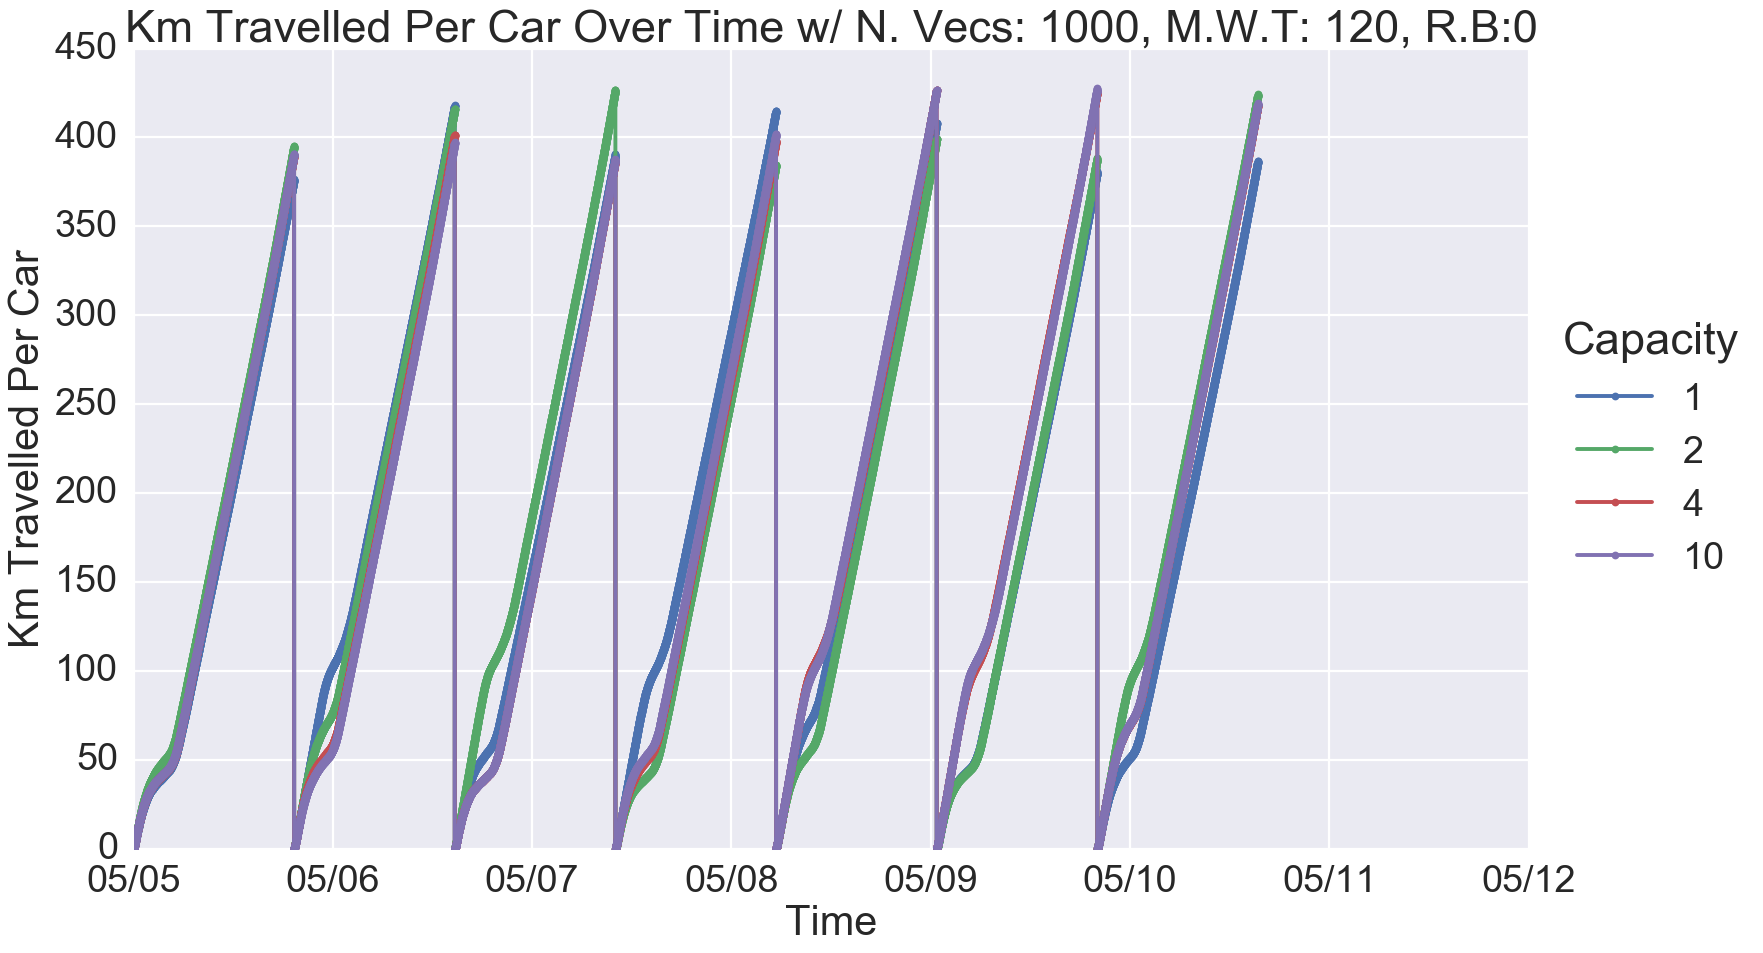 Km Travelled Per Car Over Time w/ N. Vecs: 1000, M.W.T: 120, R.B:0
Km Travelled Per Car
450
400
350
300
250
200
150
100
50
0
05/05 05/06 05/07 05/08 05/09 05/10 05/11 05/12
Time
Capacity
1
2
4
10